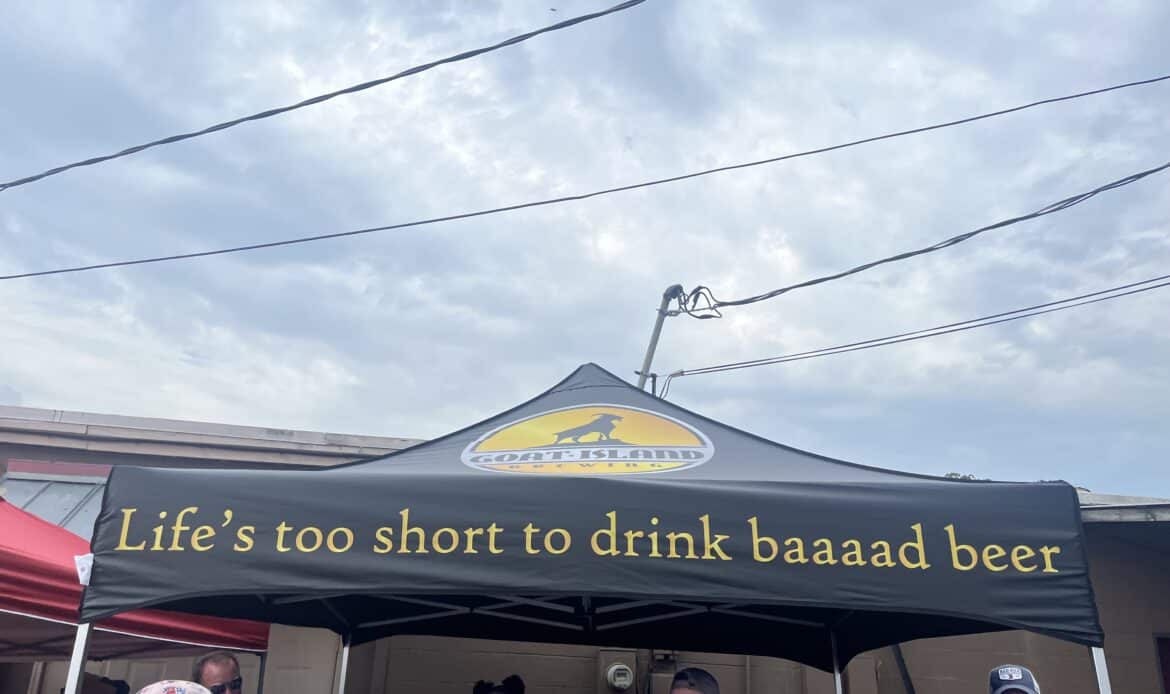 GOAT·ISLAND
BREWING
Life's too short to drink baaaad beer